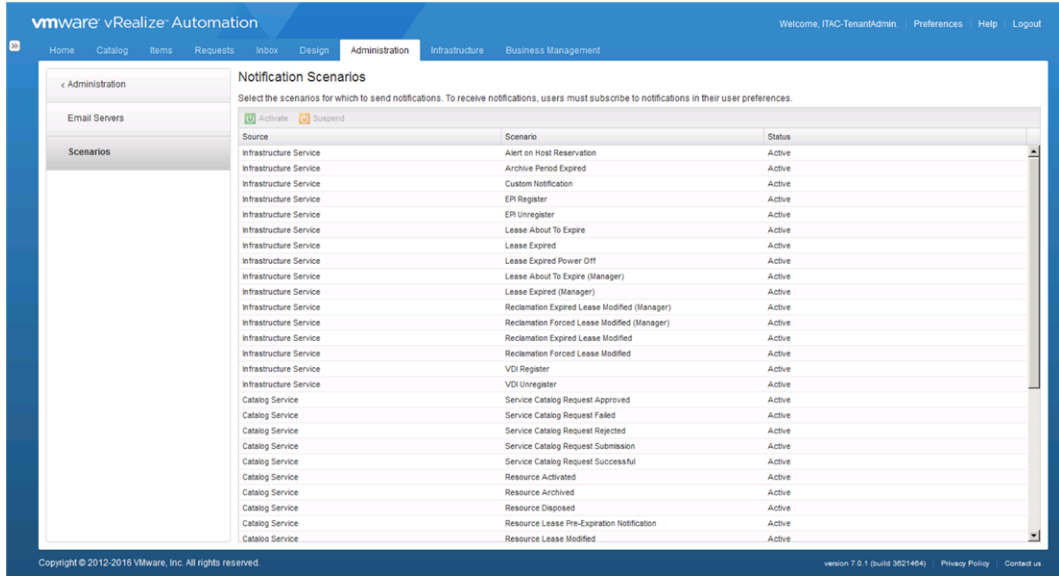 vmware vRealize™ Automation
Welcome, ITAC-TenantAdmin. Preferences Help Logout
Home Catalog Items Requests Inbox Design Administration Infrastructure Business Management
< Administration
Email Servers
Scenarios
Notification Scenarios
Select the scenarios for which to send notifications. To receive notifications, users must subscribe to notifications in their user preferences.
Activate Suspend
Source Scenario Status
Infrastructure Service Alert on Host Reservation Active
Infrastructure Service Archive Period Expired Active
Infrastructure Service Custom Notification Active
Infrastructure Service EPI Register Active
Infrastructure Service EPI Unregister Active
Infrastructure Service Lease About To Expire Active
Infrastructure Service Lease Expired Active
Infrastructure Service Lease Expired Power Off Active
Infrastructure Service Lease About To Expire (Manager) Active
Infrastructure Service Lease Expired (Manager) Active
Infrastructure Service Reclamation Expired Lease Modified (Manager) Active
Infrastructure Service Reclamation Forced Lease Modified (Manager) Active
Infrastructure Service Reclamation Expired Lease Modified Active
Infrastructure Service Reclamation Forced Lease Modified Active
Infrastructure Service VDI Register Active
Infrastructure Service VDI Unregister Active
Catalog Service Service Catalog Request Approved Active
Catalog Service Service Catalog Request Failed Active
Catalog Service Service Catalog Request Rejected Active
Catalog Service Service Catalog Request Submission Active
Catalog Service Service Catalog Request Successful Active
Catalog Service Resource Activated Active
Catalog Service Resource Archived Active
Catalog Service Resource Disposed Active
Catalog Service Resource Lease Pre-Expiration Notification Active
Catalog Service Resource Lease Modified Active
Copyright © 2012-2016 VMware, Inc. All rights reserved.
version 7.0.1 (build 3621464) Privacy Policy Contact us